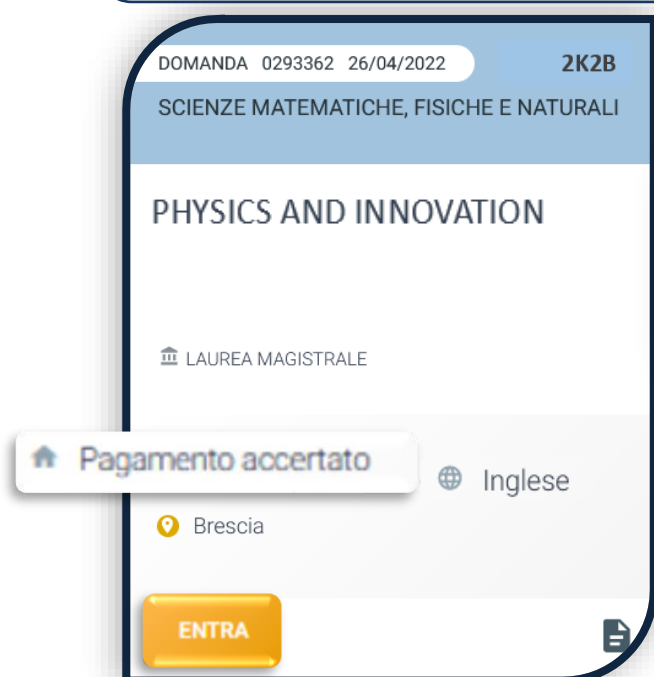 DOMANDA 0293362 26/04/2022 2K2B
SCIENZE MATEMATICHE, FISICHE E NATURALI
PHYSICS AND INNOVATION
LAUREA MAGISTRALE
Pagamento accertato
Inglese
Brescia
ENTRA